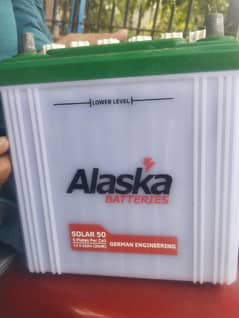 LOWER LEVEL
Alaska
BATTERIES
SOLAR 50
5 Plates Per Cell
GERMAN ENGINEERING